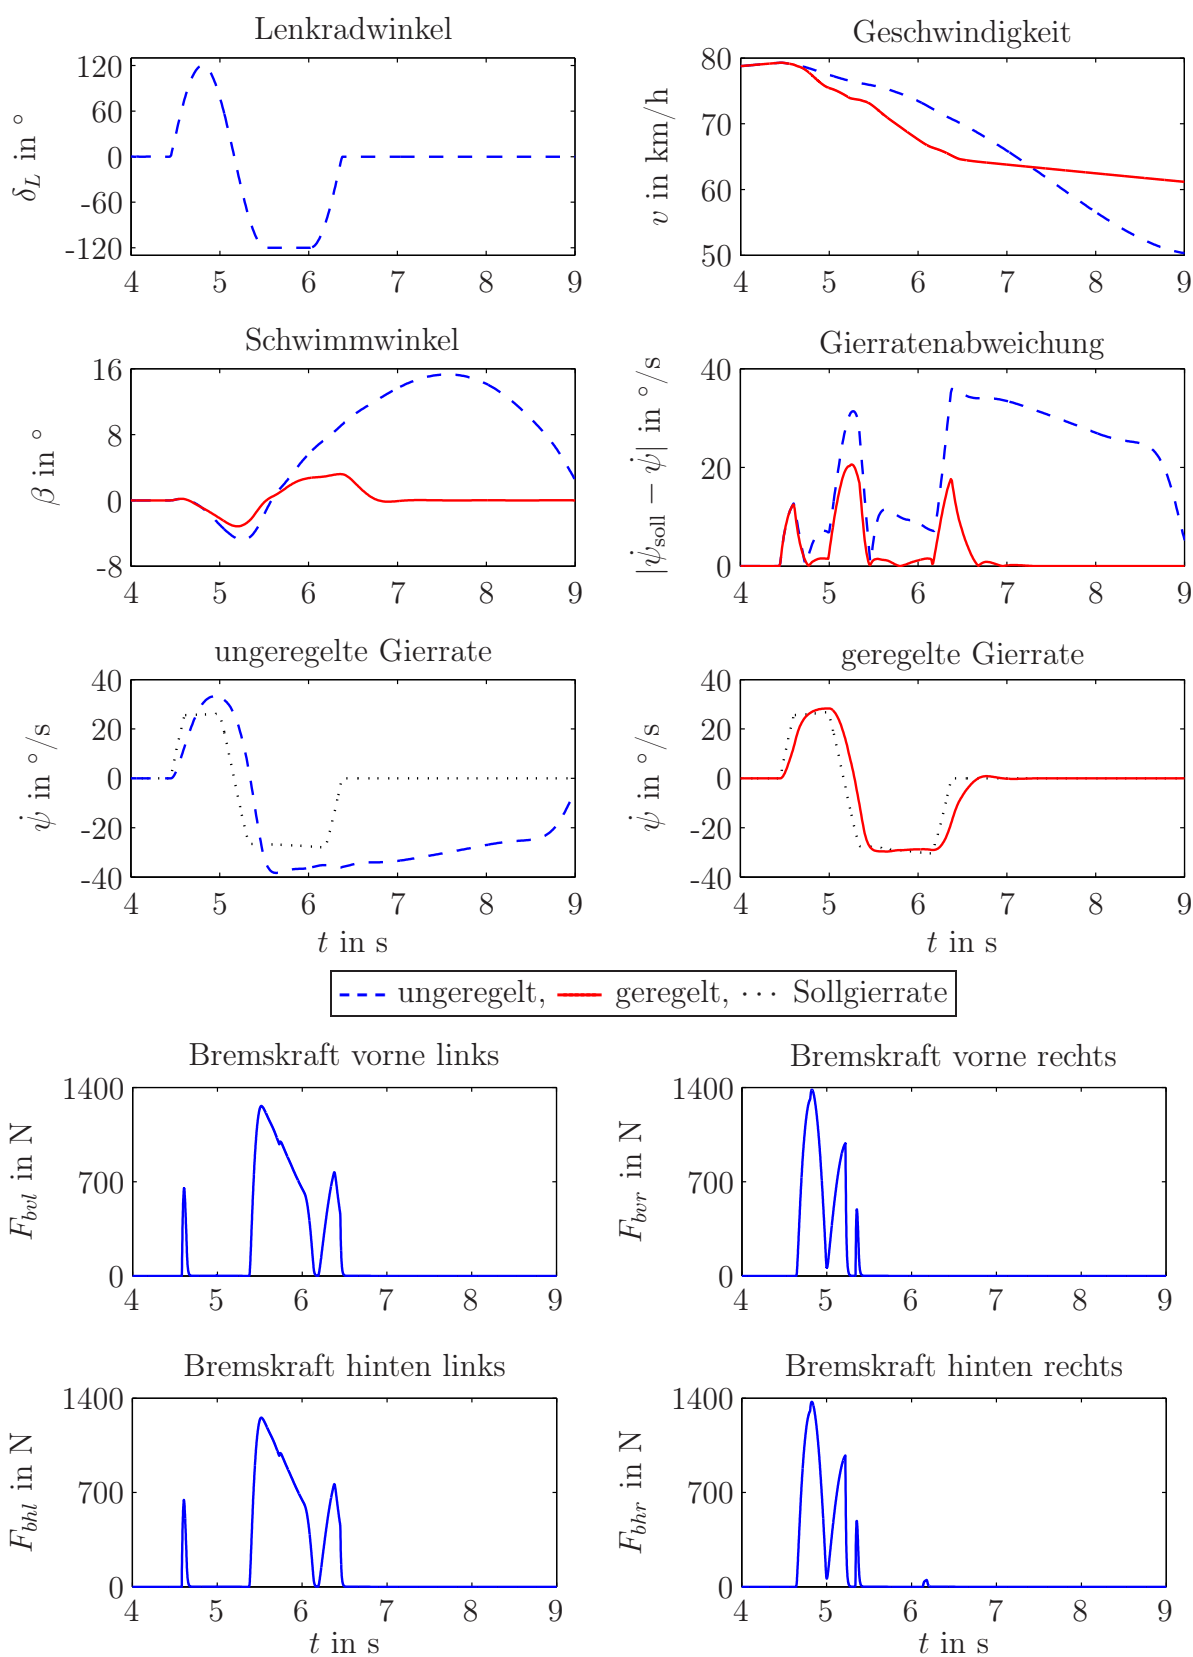 Lenkradwinkel
δ_L in °
120
60
0
-60
-120
4 5 6 7 8 9
Geschwindigkeit
v in km/h
80
70
60
50
4 5 6 7 8 9
Schwimmwinkel
β in °
16
8
0
-8
4 5 6 7 8 9
Gierratenabweichung
|ψ̇_soll − ψ̇| in °/s
40
20
0
4 5 6 7 8 9
ungeregelte Gierrate
ψ̇ in °/s
40
20
0
-20
-40
4 5 6 7 8 9
t in s
geregelte Gierrate
ψ̇ in °/s
40
20
0
-20
-40
4 5 6 7 8 9
t in s
ungeregelt, geregelt, ··· Sollgierrate
Bremskraft vorne links
F_bvl in N
1400
700
0
4 5 6 7 8 9
Bremskraft vorne rechts
F_bvr in N
1400
700
0
4 5 6 7 8 9
Bremskraft hinten links
F_bhl in N
1400
700
0
4 5 6 7 8 9
t in s
Bremskraft hinten rechts
F_bhr in N
1400
700
0
4 5 6 7 8 9
t in s